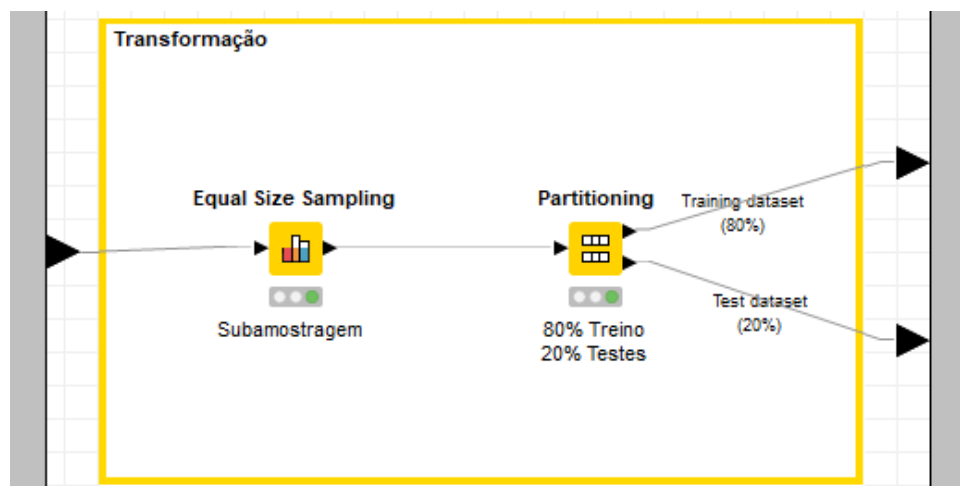 Transformação
Equal Size Sampling
Partitioning
Training dataset
(80%)
Test dataset
(20%)
Subamostragem
80% Treino
20% Testes